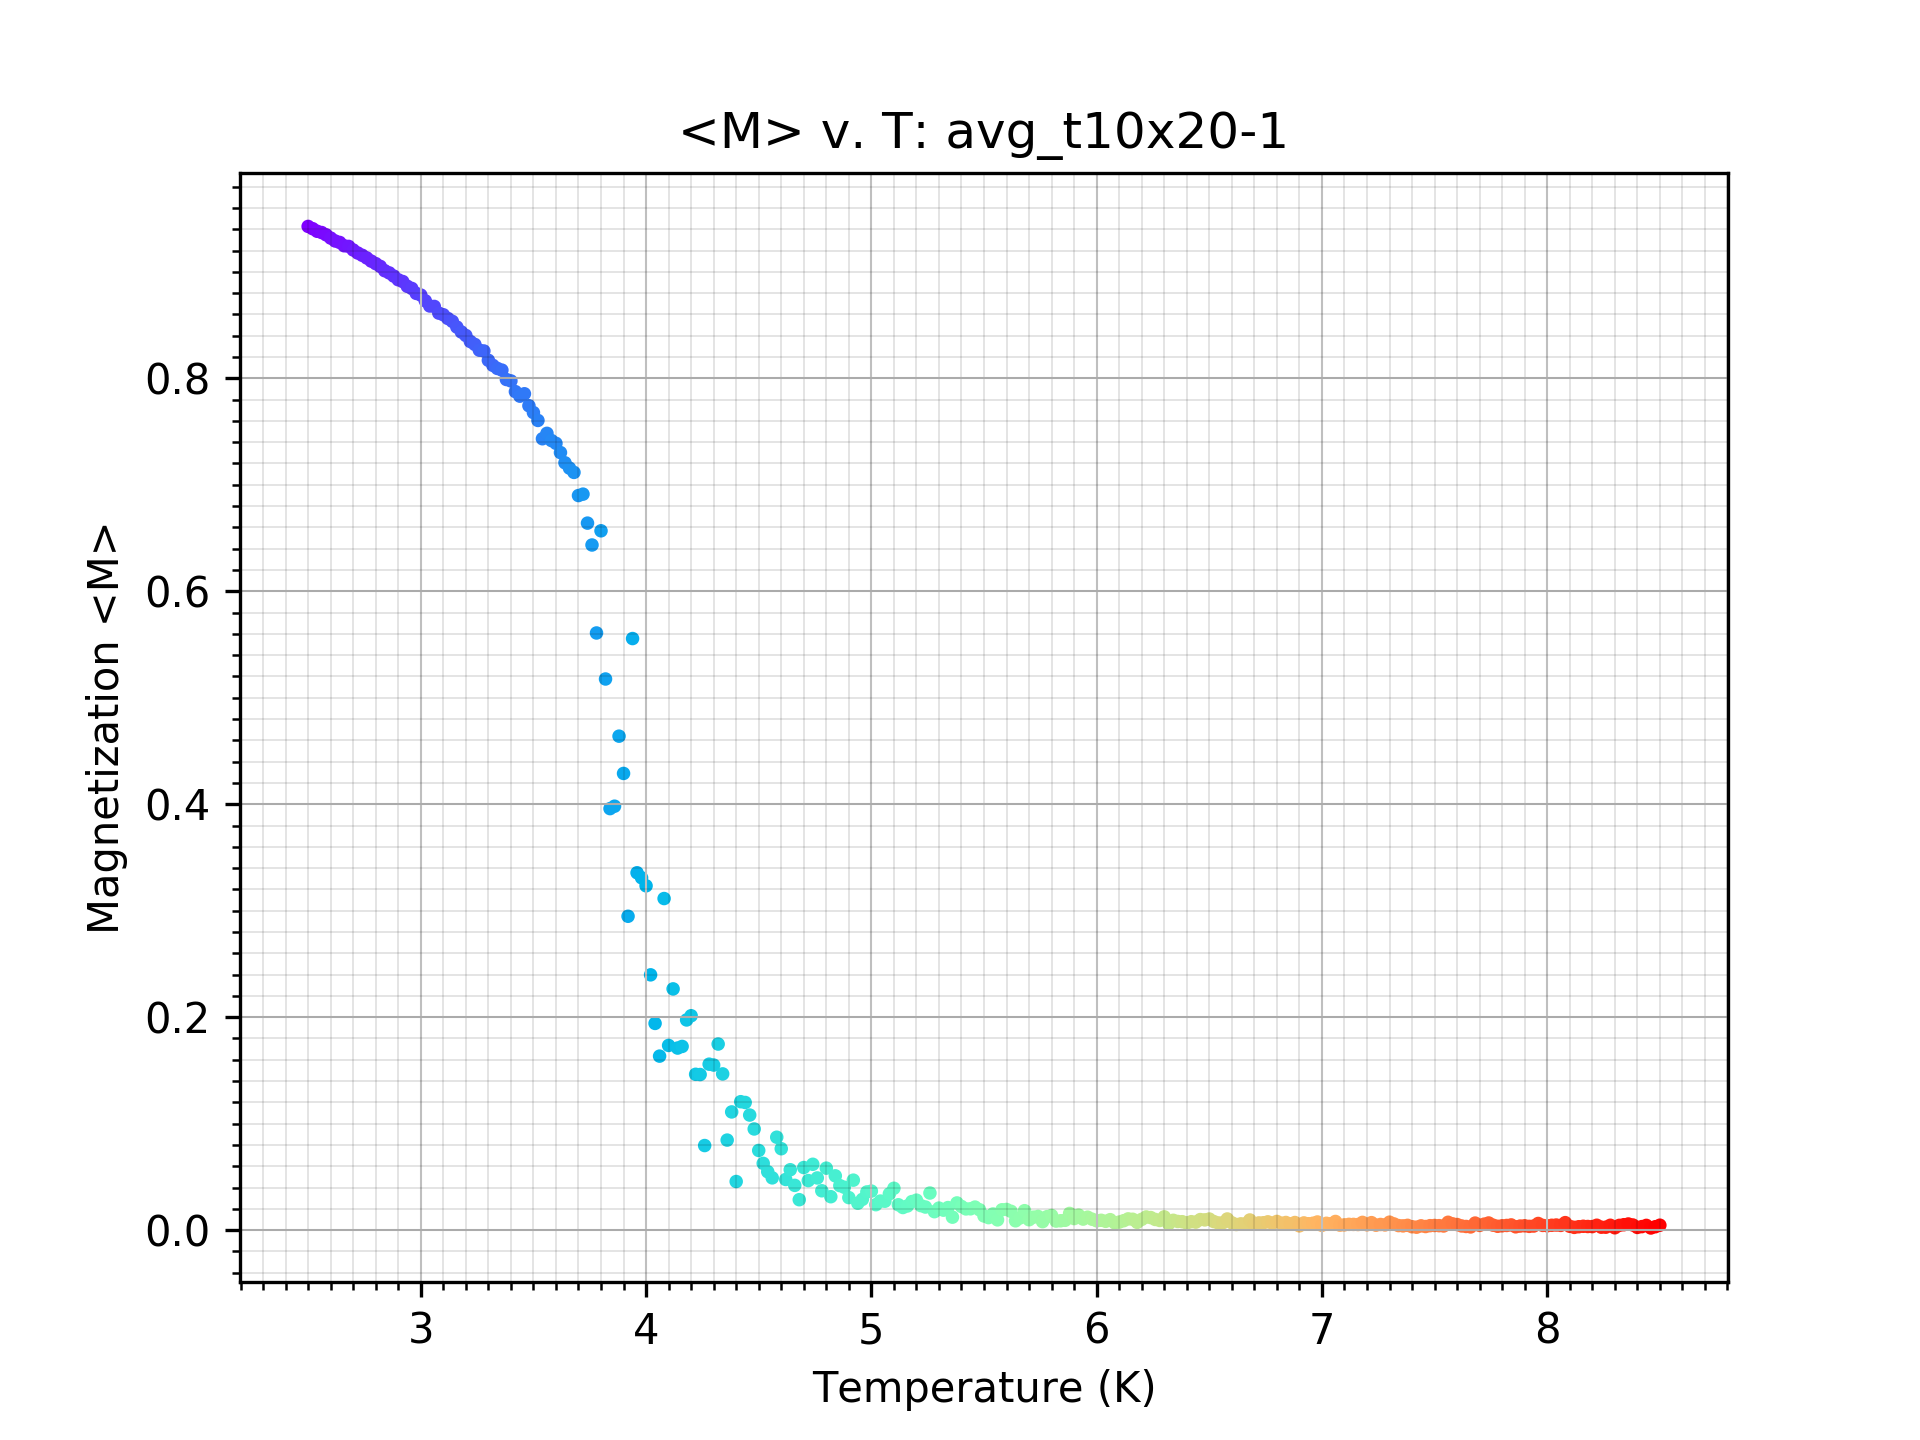 <M> v. T: avg_t10x20-1
Magnetization <M>
0.8
0.6
0.4
0.2
0.0
3 4 5 6 7 8
Temperature (K)